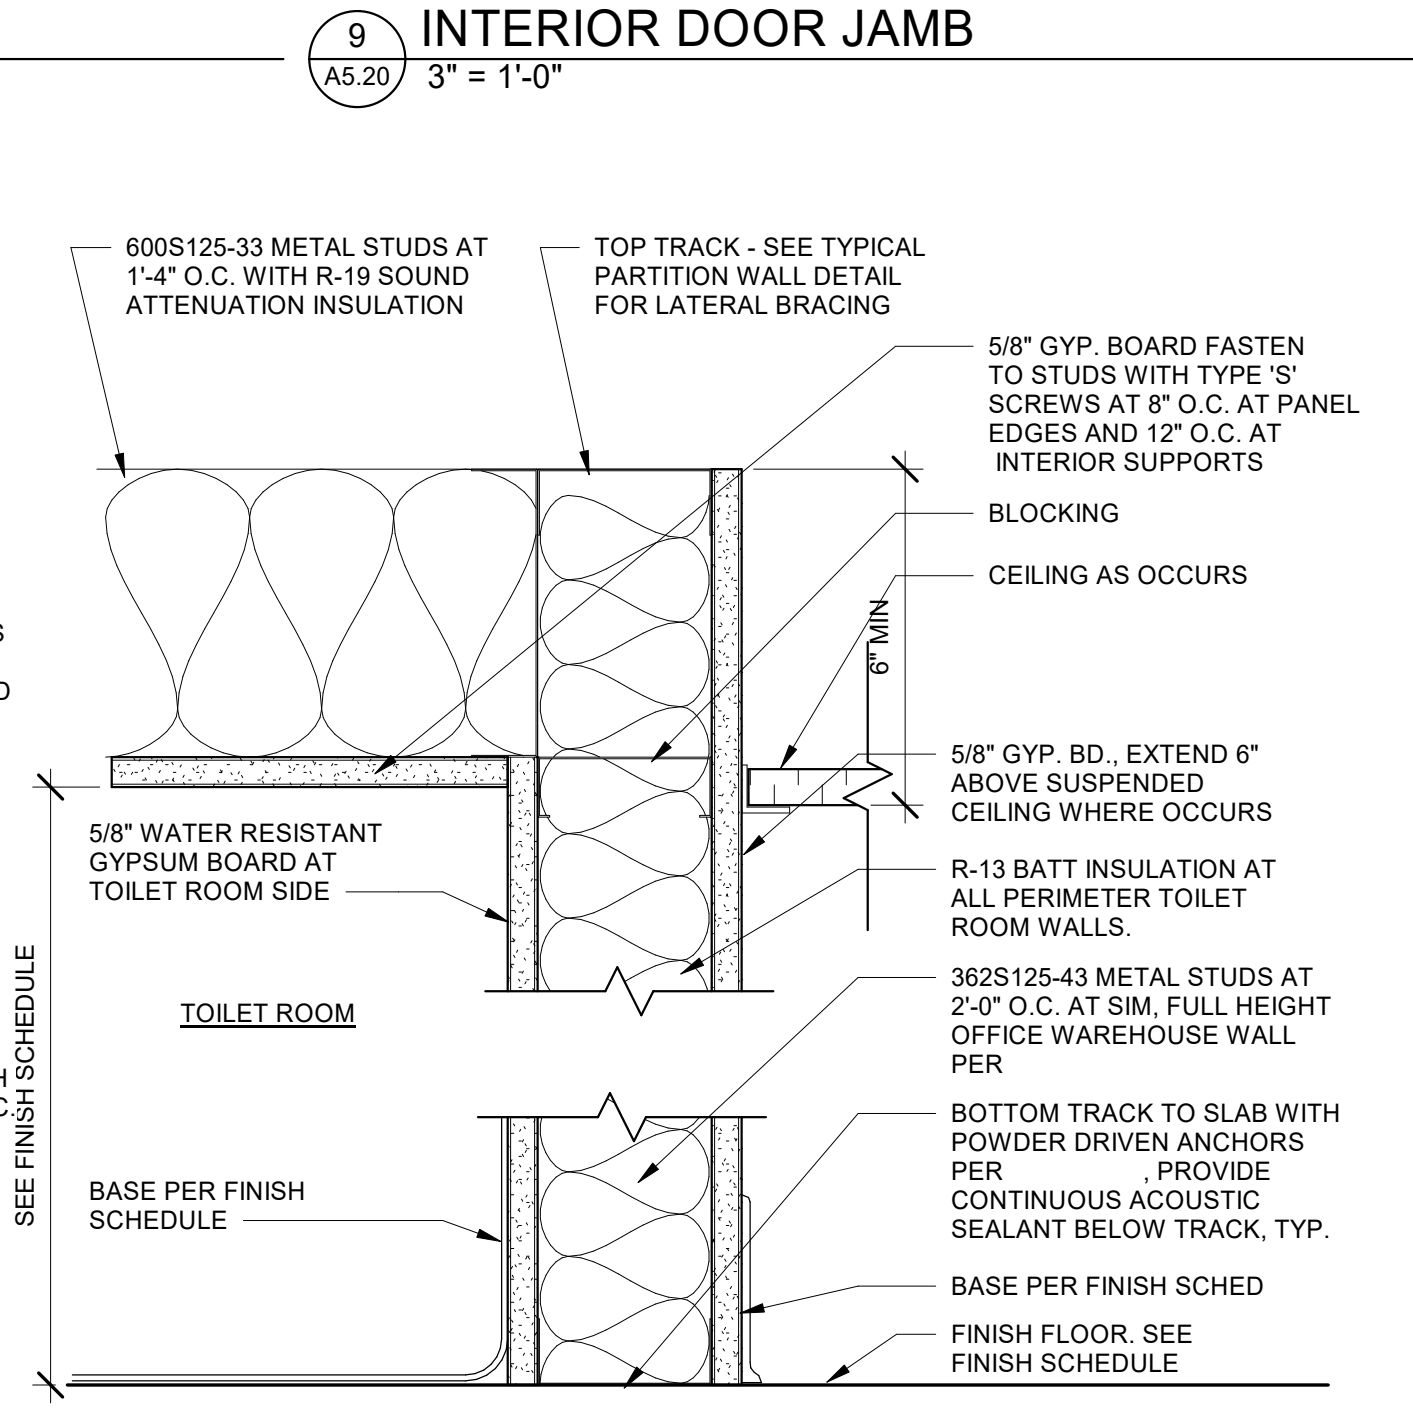 9
A5.20
INTERIOR DOOR JAMB
3" = 1'-0"
600S125-33 METAL STUDS AT
1'-4" O.C. WITH R-19 SOUND
ATTENUATION INSULATION
TOP TRACK - SEE TYPICAL
PARTITION WALL DETAIL
FOR LATERAL BRACING
5/8" GYP. BOARD FASTEN
TO STUDS WITH TYPE 'S'
SCREWS AT 8" O.C. AT PANEL
EDGES AND 12" O.C. AT
INTERIOR SUPPORTS
BLOCKING
CEILING AS OCCURS
6" MIN
5/8" GYP. BD., EXTEND 6"
ABOVE SUSPENDED
CEILING WHERE OCCURS
5/8" WATER RESISTANT
GYPSUM BOARD AT
TOILET ROOM SIDE
R-13 BATT INSULATION AT
ALL PERIMETER TOILET
ROOM WALLS.
TOILET ROOM
SEE FINISH SCHEDULE
362S125-43 METAL STUDS AT
2'-0" O.C. AT SIM, FULL HEIGHT
OFFICE WAREHOUSE WALL
PER
BOTTOM TRACK TO SLAB WITH
POWDER DRIVEN ANCHORS
PER , PROVIDE
CONTINUOUS ACOUSTIC
SEALANT BELOW TRACK, TYP.
BASE PER FINISH
SCHEDULE
BASE PER FINISH SCHED
FINISH FLOOR. SEE
FINISH SCHEDULE